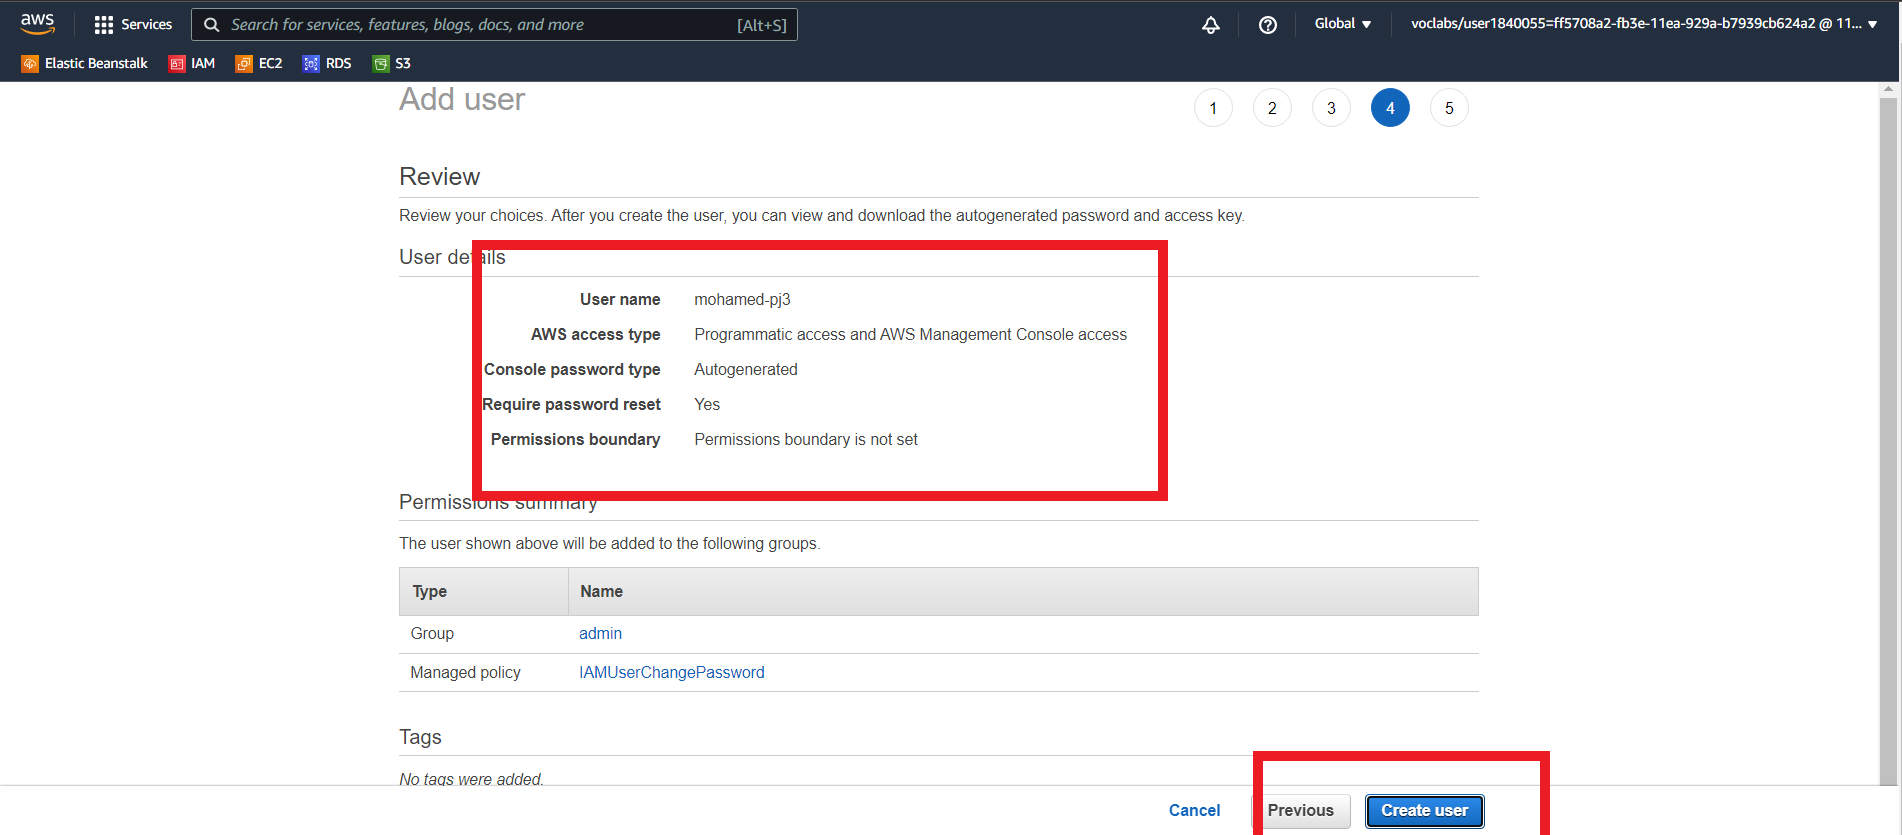 aws Services Search for services, features, blogs, docs, and more [Alt+S] Global voclabs/user1840055=ff5708a2-fb3e-11ea-929a-b7939cb624a2 @ 11...
Elastic Beanstalk IAM EC2 RDS S3
Add user 1 2 3 4 5
Review
Review your choices. After you create the user, you can view and download the autogenerated password and access key.
User details
User name mohamed-pj3
AWS access type Programmatic access and AWS Management Console access
Console password type Autogenerated
Require password reset Yes
Permissions boundary Permissions boundary is not set
Permissions summary
The user shown above will be added to the following groups.
Type Name
Group admin
Managed policy IAMUserChangePassword
Tags
No tags were added.
Cancel Previous Create user